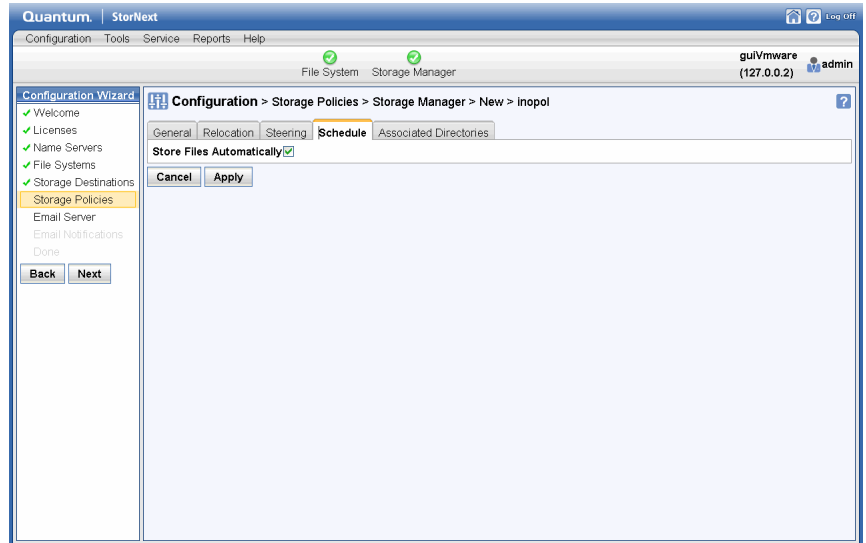 Quantum. StorNext
Log Off
Configuration Tools Service Reports Help
File System Storage Manager
guiVmware
(127.0.0.2)
admin
Configuration Wizard
Welcome
Licenses
Name Servers
File Systems
Storage Destinations
Storage Policies
Email Server
Email Notifications
Done
Back Next
Configuration > Storage Policies > Storage Manager > New > inopol
?
General Relocation Steering Schedule Associated Directories
Store Files Automatically
Cancel Apply